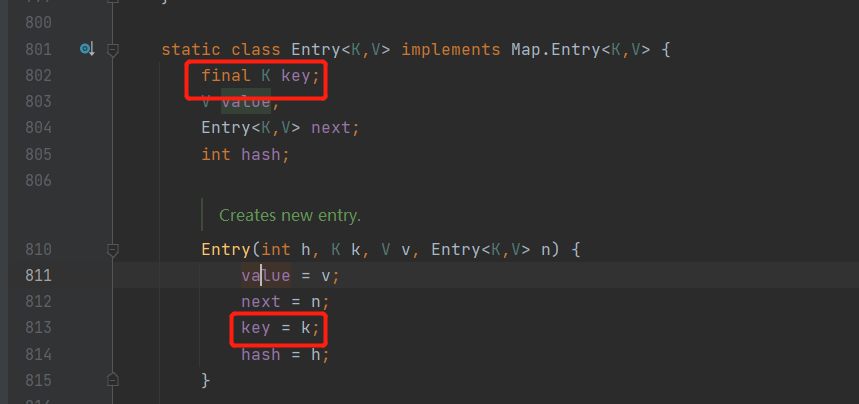 800
801 static class Entry<K,V> implements Map.Entry<K,V> {
802 final K key;
803 V value;
804 Entry<K,V> next;
805 int hash;
806
Creates new entry.
810 Entry(int h, K k, V v, Entry<K,V> n) {
811 value = v;
812 next = n;
813 key = k;
814 hash = h;
815 }